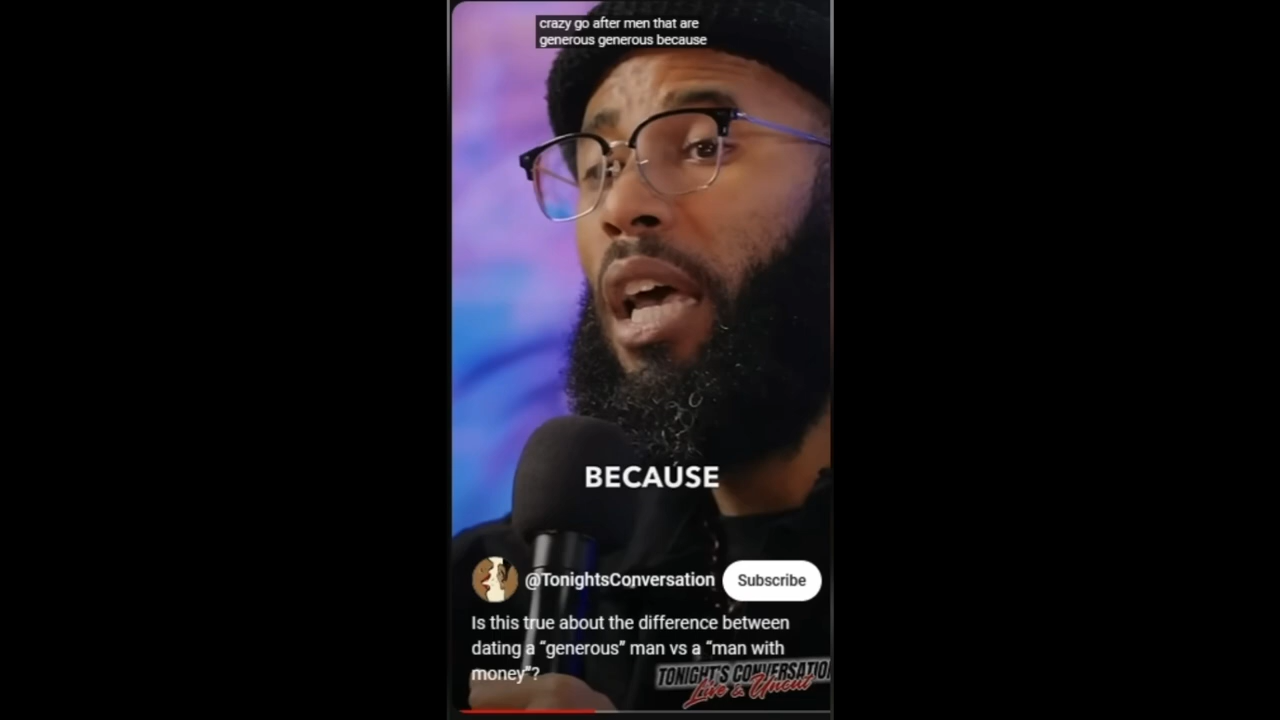 crazy go after men that are
generous generous because
BECAUSE
@TonightsConversation
Subscribe
Is this true about the difference between
dating a “generous” man vs a “man with
money”?
TONIGHT'S CONVERSATION
Live & Uncut